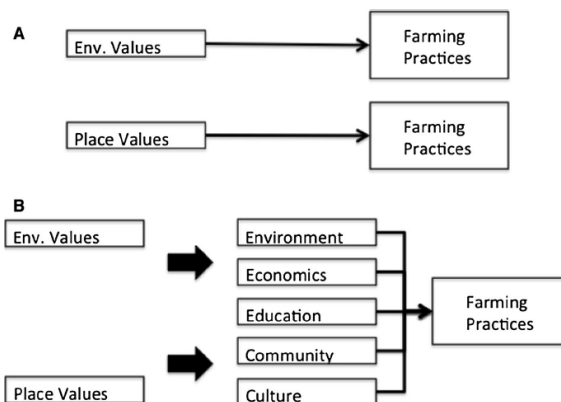 A
Env. Values
Farming
Practices
Place Values
Farming
Practices
B
Env. Values
Environment
Economics
Education
Community
Culture
Farming
Practices
Place Values